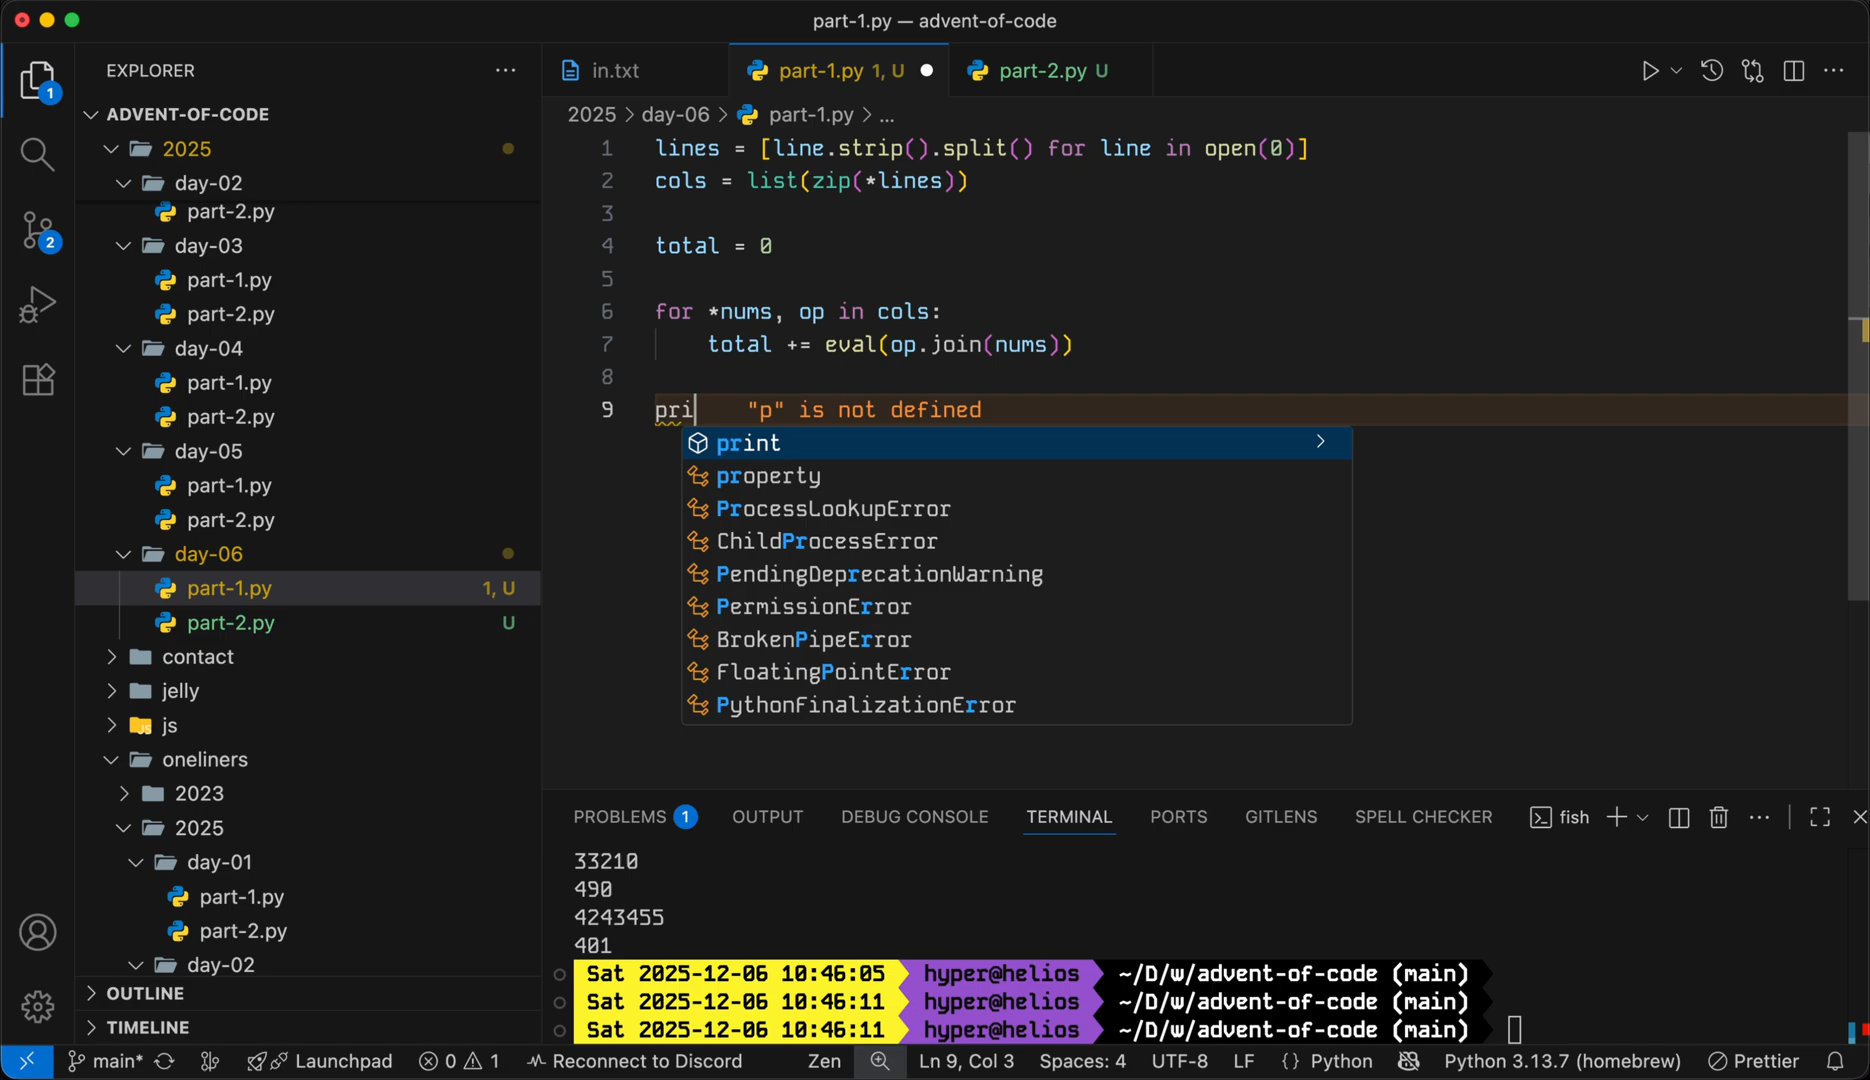 part-1.py — advent-of-code
EXPLORER
ADVENT-OF-CODE
2025
day-02
part-2.py
day-03
part-1.py
part-2.py
day-04
part-1.py
part-2.py
day-05
part-1.py
part-2.py
day-06
part-1.py 1, U
part-2.py U
contact
jelly
js
oneliners
2023
2025
day-01
part-1.py
part-2.py
day-02
OUTLINE
TIMELINE
1
2
in.txt part-1.py 1, U part-2.py U
2025 > day-06 > part-1.py > ...
1 lines = [line.strip().split() for line in open(0)]
2 cols = list(zip(*lines))
3
4 total = 0
5
6 for *nums, op in cols:
7 total += eval(op.join(nums))
8
9 pri "p" is not defined
print
property
ProcessLookupError
ChildProcessError
PendingDeprecationWarning
PermissionError
BrokenPipeError
FloatingPointError
PythonFinalizationError
PROBLEMS 1 OUTPUT DEBUG CONSOLE TERMINAL PORTS GITLENS SPELL CHECKER fish
33210
490
4243455
401
Sat 2025-12-06 10:46:05 hyper@helios ~/D/w/advent-of-code (main)
Sat 2025-12-06 10:46:11 hyper@helios ~/D/w/advent-of-code (main)
Sat 2025-12-06 10:46:11 hyper@helios ~/D/w/advent-of-code (main)
main* Launchpad 0 1 Reconnect to Discord Zen Ln 9, Col 3 Spaces: 4 UTF-8 LF {} Python Python 3.13.7 (homebrew) Prettier